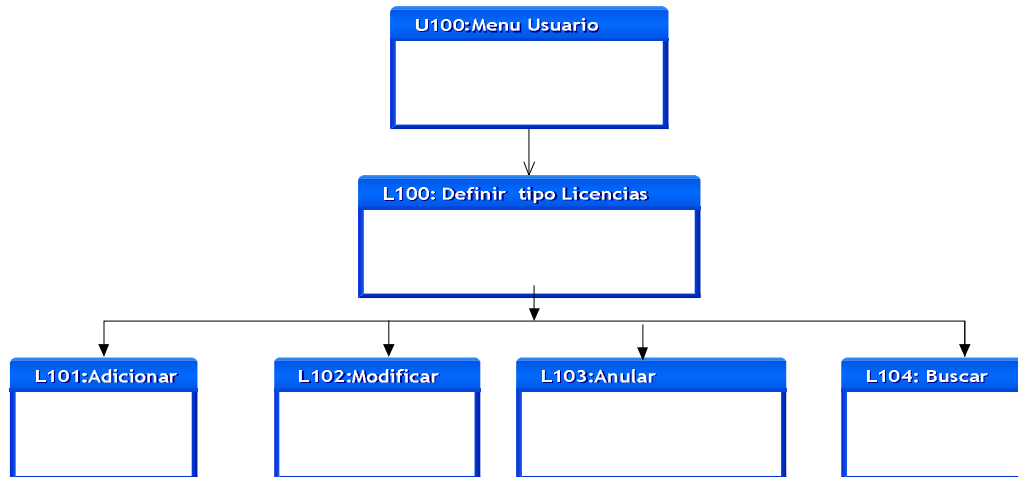 U100:Menu Usuario
L100: Definir tipo Licencias
L101:Adicionar
L102:Modificar
L103:Anular
L104: Buscar